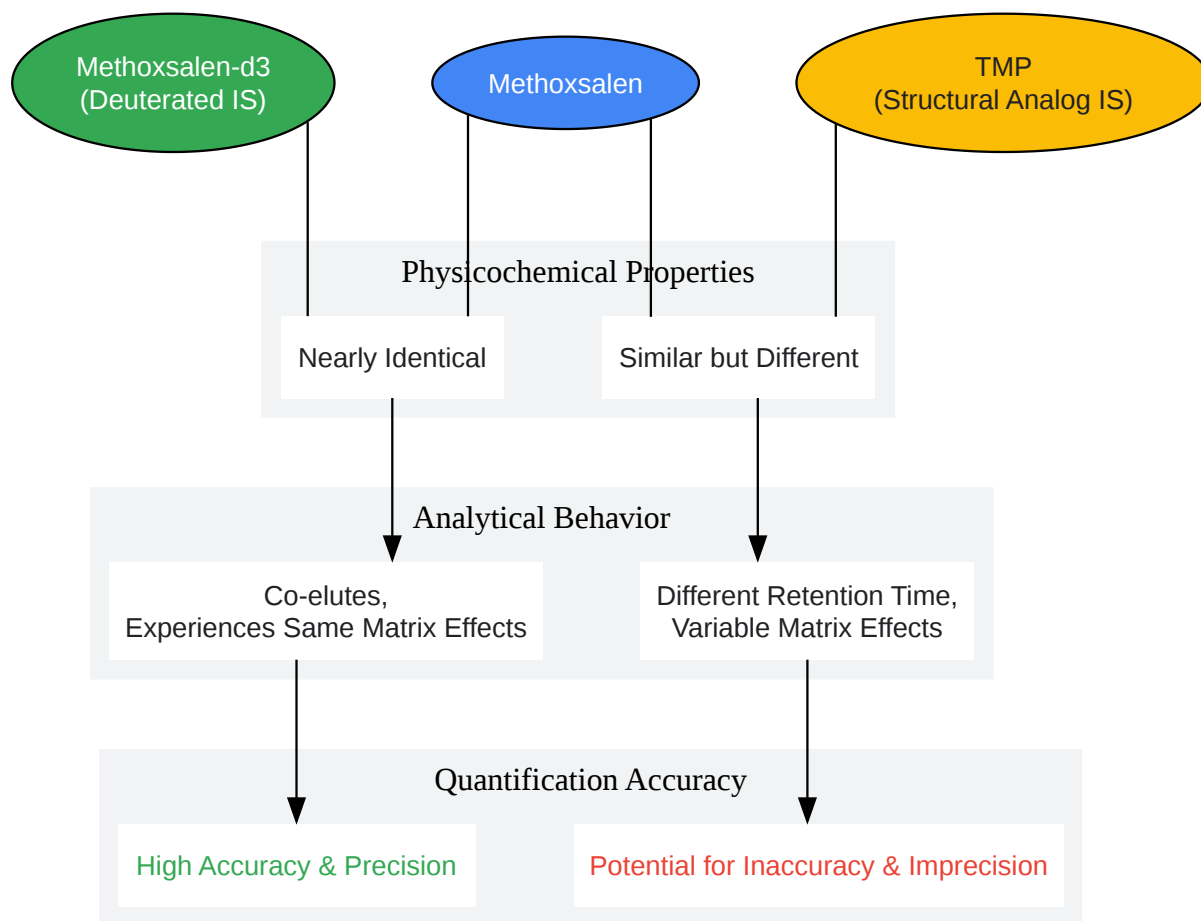 Methoxsalen-d3
(Deuterated IS)
Methoxsalen
TMP
(Structural Analog IS)
Physicochemical Properties
Nearly Identical
Similar but Different
Analytical Behavior
Co-elutes,
Experiences Same Matrix Effects
Different Retention Time,
Variable Matrix Effects
Quantification Accuracy
High Accuracy & Precision
Potential for Inaccuracy & Imprecision